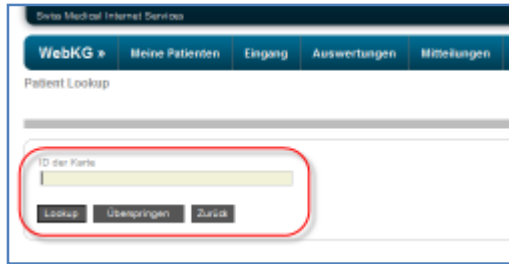 Swiss Medical Internet Services
WebKG » Meine Patienten Eingang Auswertungen Mitteilungen
Patient Lookup
ID der Karte
Lookup Überspringen Zurück